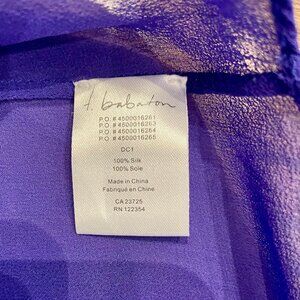 t. babaton
P.O. # 4500016261
P.O. # 4500016263
P.O. # 4500016264
P.O. # 4500016265
DC1
100% Silk
100% Soie
Made in China
Fabriqué en Chine
CA 23725
RN 122354